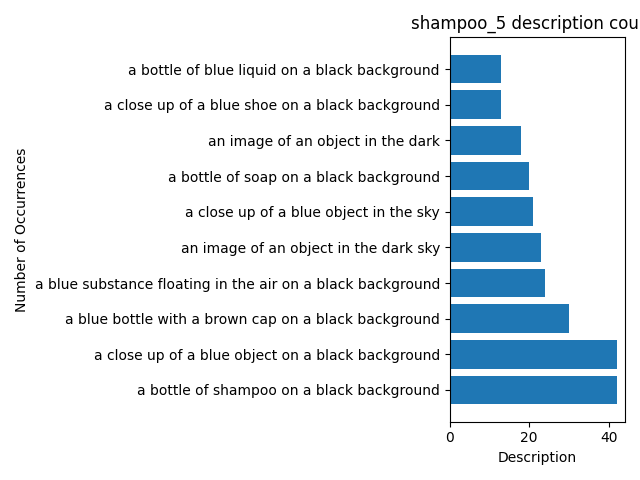 shampoo_5 description cou
a bottle of blue liquid on a black background
a close up of a blue shoe on a black background
an image of an object in the dark
a bottle of soap on a black background
a close up of a blue object in the sky
an image of an object in the dark sky
a blue substance floating in the air on a black background
a blue bottle with a brown cap on a black background
a close up of a blue object on a black background
a bottle of shampoo on a black background
Number of Occurrences
0 20 40
Description